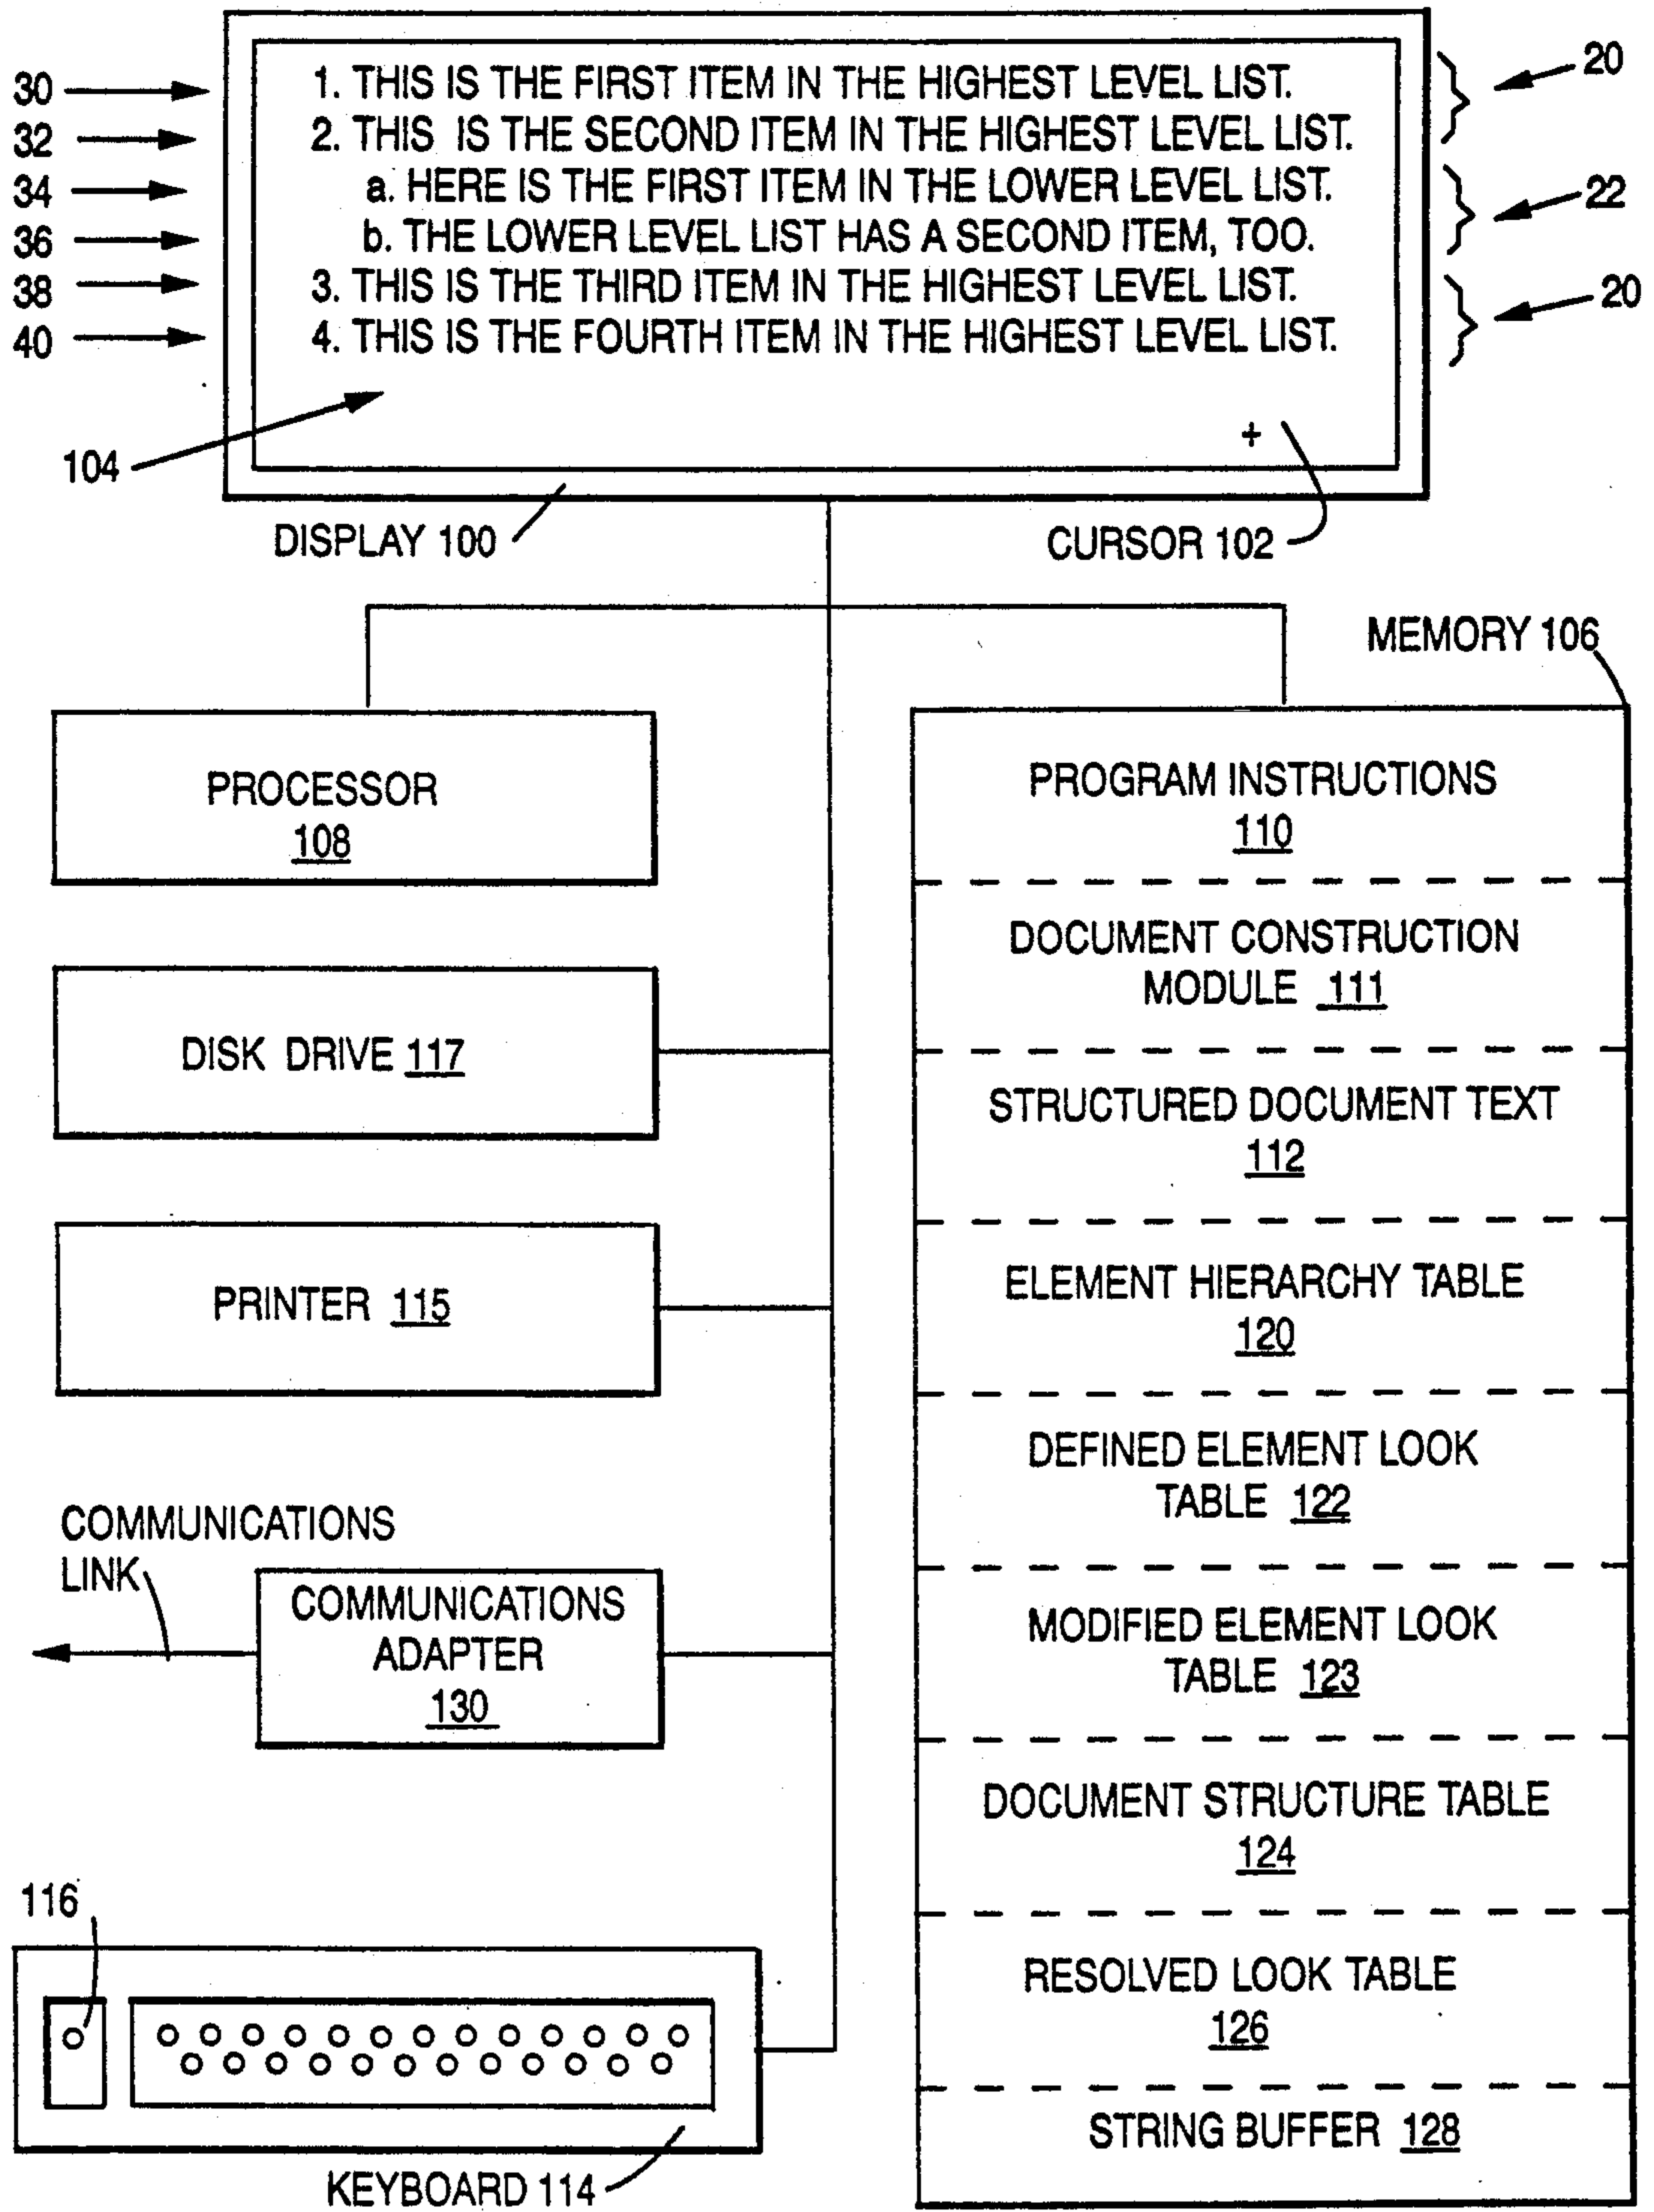 30
1. THIS IS THE FIRST ITEM IN THE HIGHEST LEVEL LIST.
20
32
2. THIS IS THE SECOND ITEM IN THE HIGHEST LEVEL LIST.
34
a. HERE IS THE FIRST ITEM IN THE LOWER LEVEL LIST.
22
36
b. THE LOWER LEVEL LIST HAS A SECOND ITEM, TOO.
38
3. THIS IS THE THIRD ITEM IN THE HIGHEST LEVEL LIST.
20
40
4. THIS IS THE FOURTH ITEM IN THE HIGHEST LEVEL LIST.
104
+
DISPLAY 100
CURSOR 102
MEMORY 106
PROCESSOR
108
DISK DRIVE 117
PRINTER 115
COMMUNICATIONS
LINK
COMMUNICATIONS
ADAPTER
130
116
KEYBOARD 114
PROGRAM INSTRUCTIONS
110
DOCUMENT CONSTRUCTION
MODULE 111
STRUCTURED DOCUMENT TEXT
112
ELEMENT HIERARCHY TABLE
120
DEFINED ELEMENT LOOK
TABLE 122
MODIFIED ELEMENT LOOK
TABLE 123
DOCUMENT STRUCTURE TABLE
124
RESOLVED LOOK TABLE
126
STRING BUFFER 128